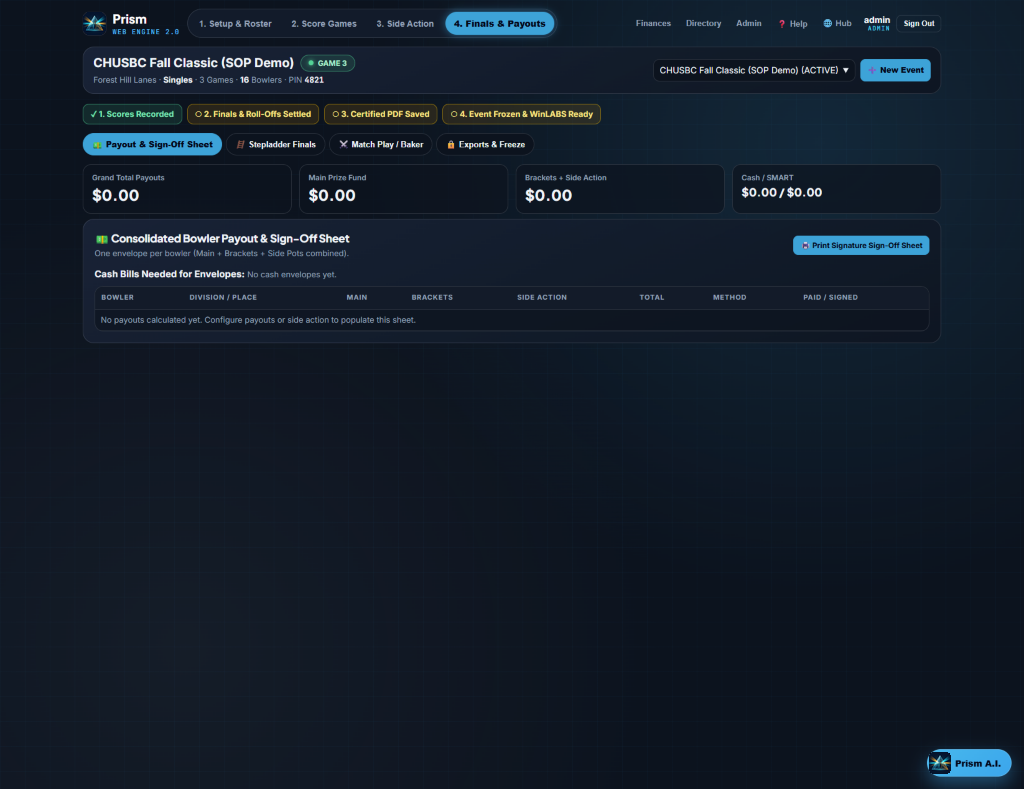 Prism
WEB ENGINE 2.0
1. Setup & Roster
2. Score Games
3. Side Action
4. Finals & Payouts
Finances
Directory
Admin
Help
Hub
admin
ADMIN
Sign Out
CHUSBC Fall Classic (SOP Demo)
GAME 3
Forest Hill Lanes · Singles · 3 Games · 16 Bowlers · PIN 4821
CHUSBC Fall Classic (SOP Demo) (ACTIVE)
New Event
✓ 1. Scores Recorded
2. Finals & Roll-Offs Settled
3. Certified PDF Saved
4. Event Frozen & WinLABS Ready
Payout & Sign-Off Sheet
Stepladder Finals
Match Play / Baker
Exports & Freeze
Grand Total Payouts
$0.00
Main Prize Fund
$0.00
Brackets + Side Action
$0.00
Cash / SMART
$0.00 / $0.00
Consolidated Bowler Payout & Sign-Off Sheet
One envelope per bowler (Main + Brackets + Side Pots combined).
Print Signature Sign-Off Sheet
Cash Bills Needed for Envelopes: No cash envelopes yet.
BOWLER DIVISION / PLACE MAIN BRACKETS SIDE ACTION TOTAL METHOD PAID / SIGNED
No payouts calculated yet. Configure payouts or side action to populate this sheet.
Prism A.I.